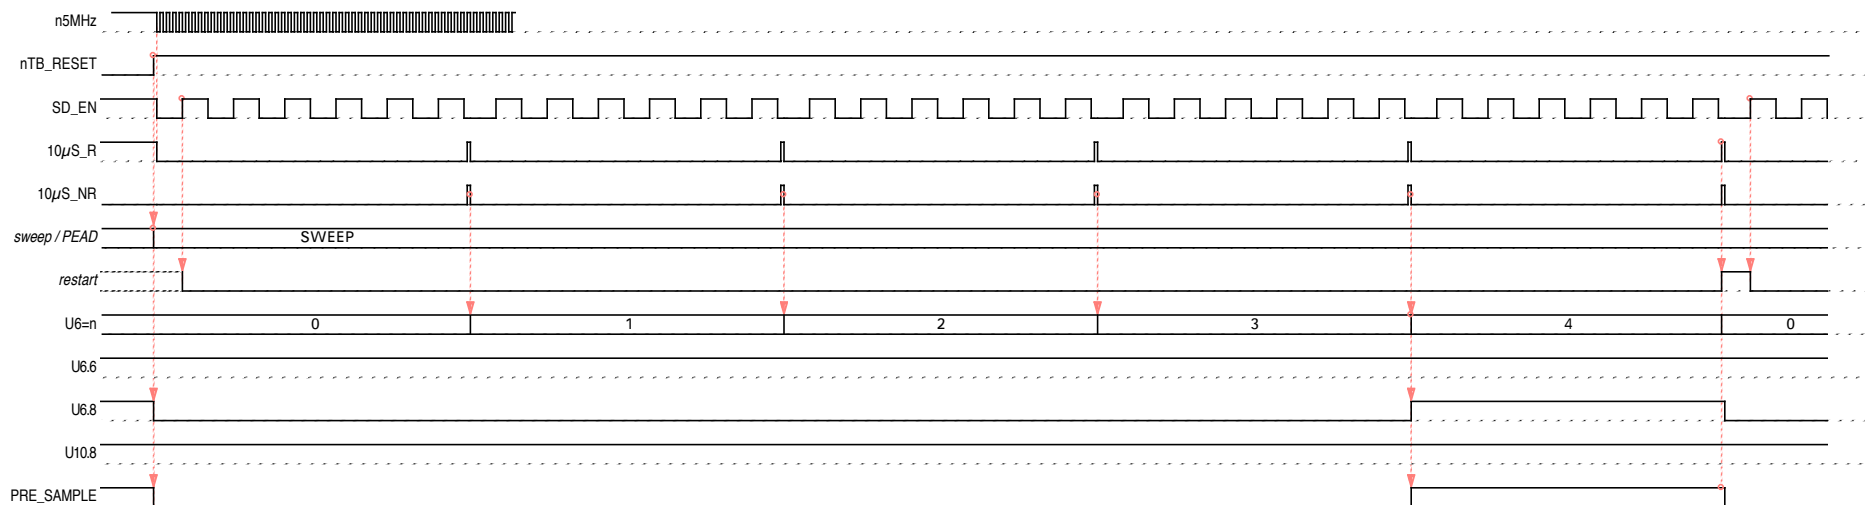 n5MHz
nTB_RESET
SD_EN
10µS_R
10µS_NR
sweep / PEAD SWEEP
restart
U6=n 0 1 2 3 4 0
U6.6
U6.8
U10.8
PRE_SAMPLE